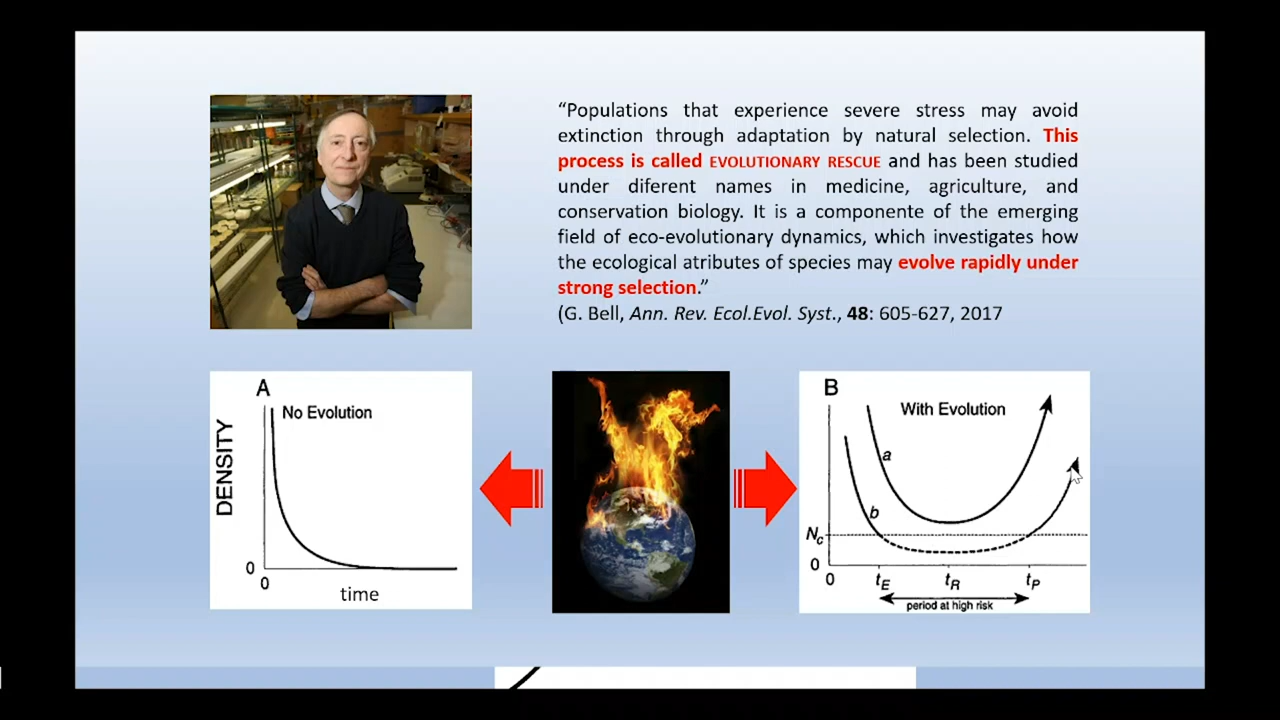 “Populations that experience severe stress may avoid
extinction through adaptation by natural selection. This
process is called EVOLUTIONARY RESCUE and has been studied
under diferent names in medicine, agriculture, and
conservation biology. It is a componente of the emerging
field of eco-evolutionary dynamics, which investigates how
the ecological atributes of species may evolve rapidly under
strong selection.”
(G. Bell, Ann. Rev. Ecol.Evol. Syst., 48: 605-627, 2017
A
No Evolution
DENSITY
0
0
time
B
With Evolution
a
b
Nc
0
0
tE
tR
tP
period at high risk